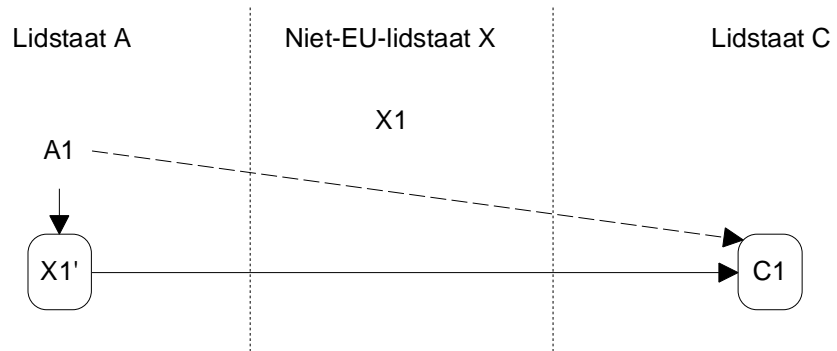 Lidstaat A Niet-EU-lidstaat X Lidstaat C
X1
A1
X1' C1